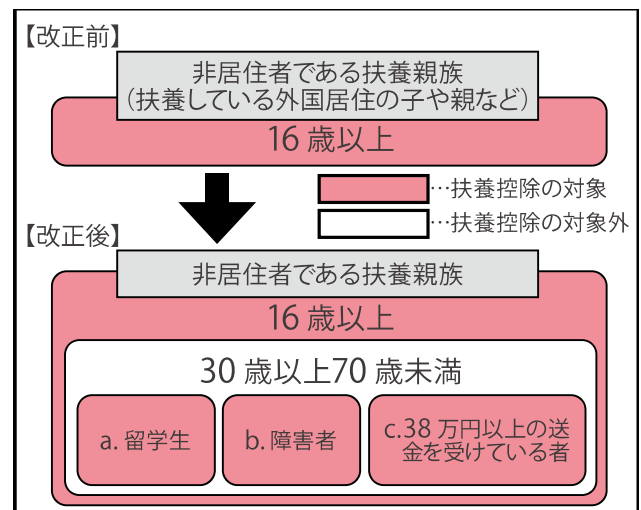 【改正前】
非居住者である扶養親族
(扶養している外国居住の子や親など)
16歳以上
…扶養控除の対象
…扶養控除の対象外
【改正後】
非居住者である扶養親族
16歳以上
30歳以上70歳未満
a.留学生
b.障害者
c.38万円以上の送
金を受けている者